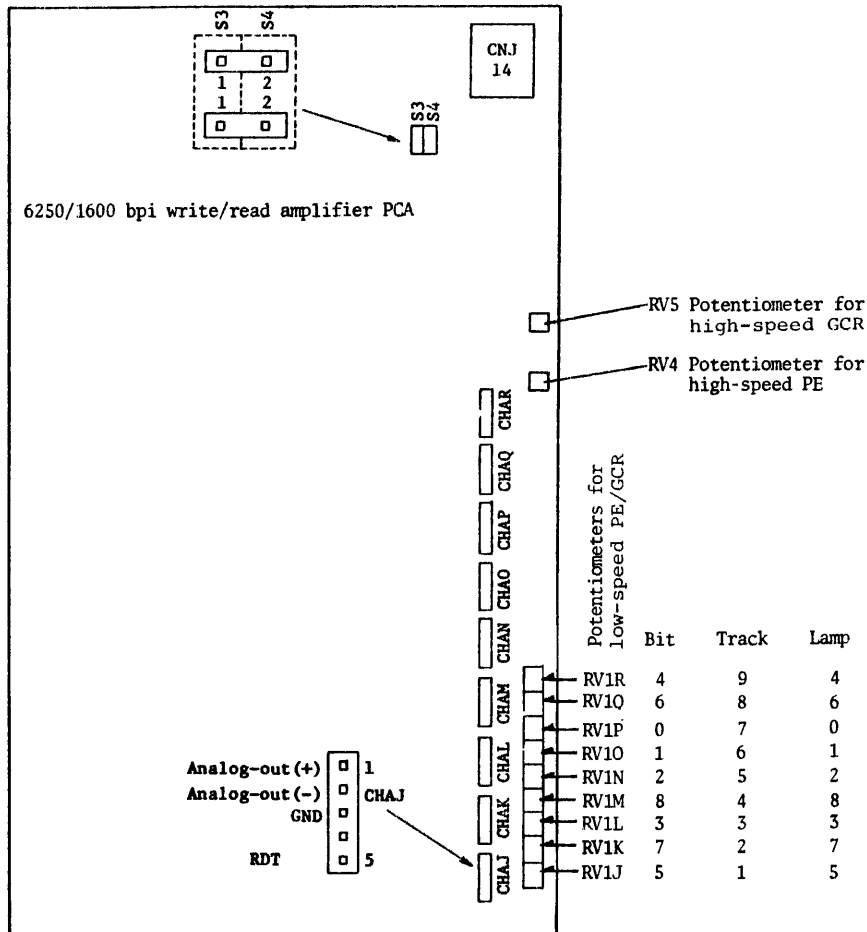 S3 S4
1 2
1 2
CNJ
14
S3
S4
6250/1600 bpi write/read amplifier PCA
RV5 Potentiometer for
high-speed GCR
RV4 Potentiometer for
high-speed PE
CHAR
CHAQ
CHAP
CHAO
CHAN
CHAM
CHAL
CHAK
CHAJ
Potentiometers for
low-speed PE/GCR
Bit Track Lamp
RV1R 4 9 4
RV1Q 6 8 6
RV1P 0 7 0
RV1O 1 6 1
RV1N 2 5 2
RV1M 8 4 8
RV1L 3 3 3
RV1K 7 2 7
RV1J 5 1 5
Analog-out(+) 1
Analog-out(-) CHAJ
GND
RDT 5